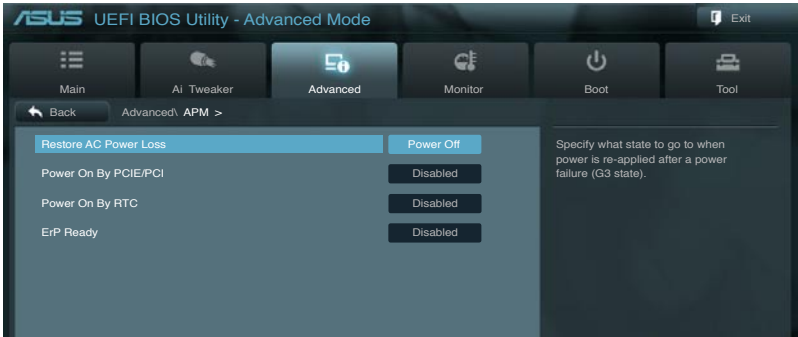 ASUS UEFI BIOS Utility - Advanced Mode
Exit
Main
Ai Tweaker
Advanced
Monitor
Boot
Tool
Back
Advanced\ APM >
Restore AC Power Loss Power Off
Power On By PCIE/PCI Disabled
Power On By RTC Disabled
ErP Ready Disabled
Specify what state to go to when
power is re-applied after a power
failure (G3 state).